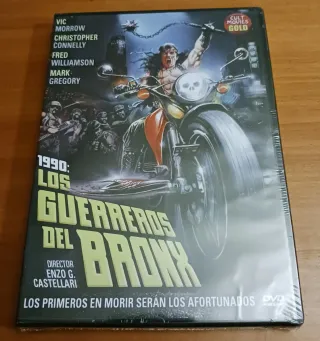 VIC
MORROW
CHRISTOPHER
CONNELLY
FRED
WILLIAMSON
MARK
GREGORY
CULT
MOVIES
GOLD
1990:
LOS
GUERREROS
DEL
BRONX
DIRECTOR
ENZO G.
CASTELLARI
LOS PRIMEROS EN MORIR SERÁN LOS AFORTUNADOS
DVD